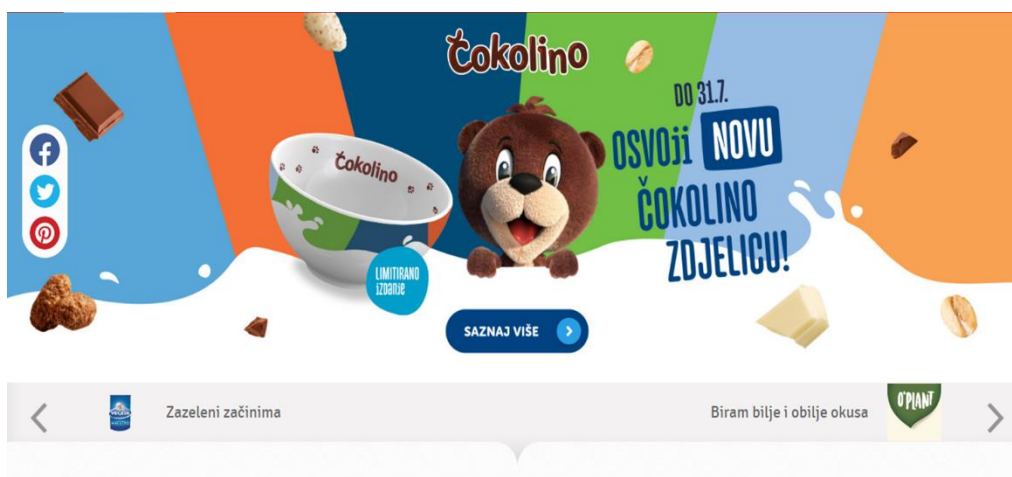 Čokolino
DO 31.7.
OSVOji NOVU
ČOKOLINO
ZDJELICU!
Čokolino
LIMITIRANO
izdanje
SAZNAJ VIŠE
Zazeleni začinima
Biram bilje i obilje okusa
O'PLANT